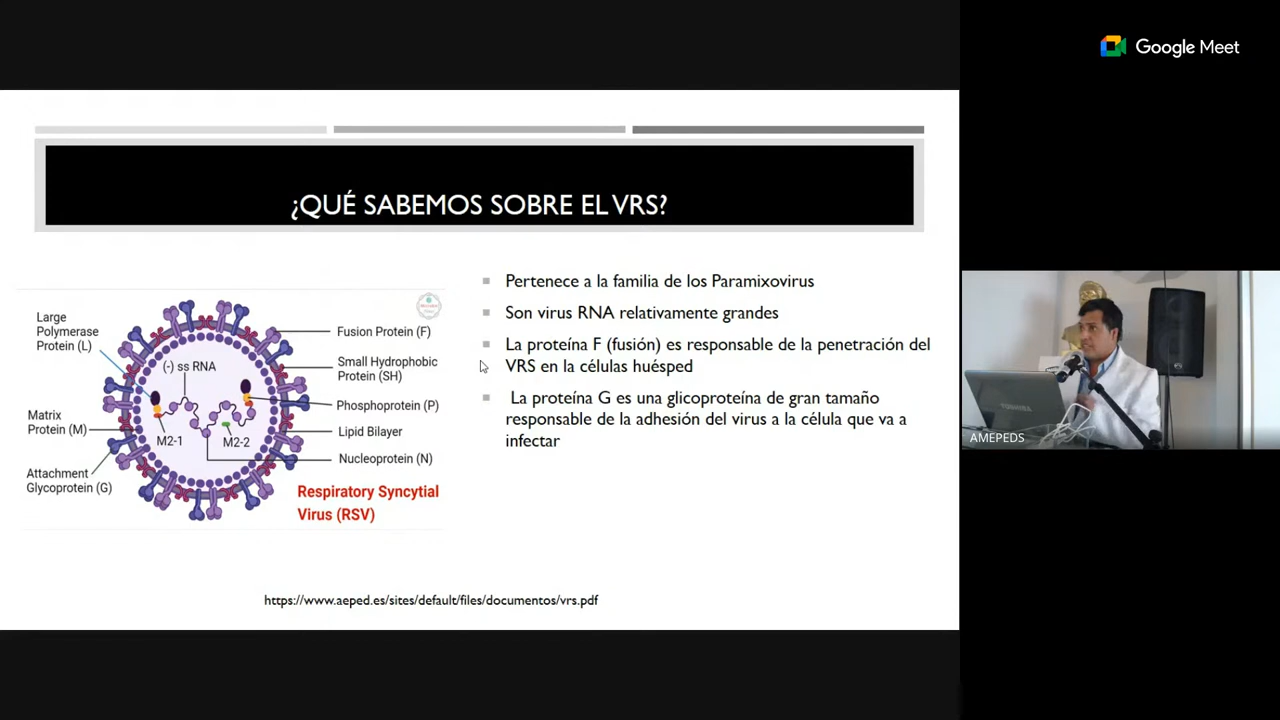 Google Meet
¿QUÉ SABEMOS SOBRE EL VRS?
Large
Polymerase
Protein (L)
(-) ss RNA
Matrix
Protein (M)
M2-1
M2-2
Attachment
Glycoprotein (G)
Fusion Protein (F)
Small Hydrophobic
Protein (SH)
Phosphoprotein (P)
Lipid Bilayer
Nucleoprotein (N)
Respiratory Syncytial
Virus (RSV)
Pertenece a la familia de los Paramixovirus
Son virus RNA relativamente grandes
La proteína F (fusión) es responsable de la penetración del
VRS en la células huésped
La proteína G es una glicoproteína de gran tamaño
responsable de la adhesión del virus a la célula que va a
infectar
https://www.aeped.es/sites/default/files/documentos/vrs.pdf
AMEPEDS